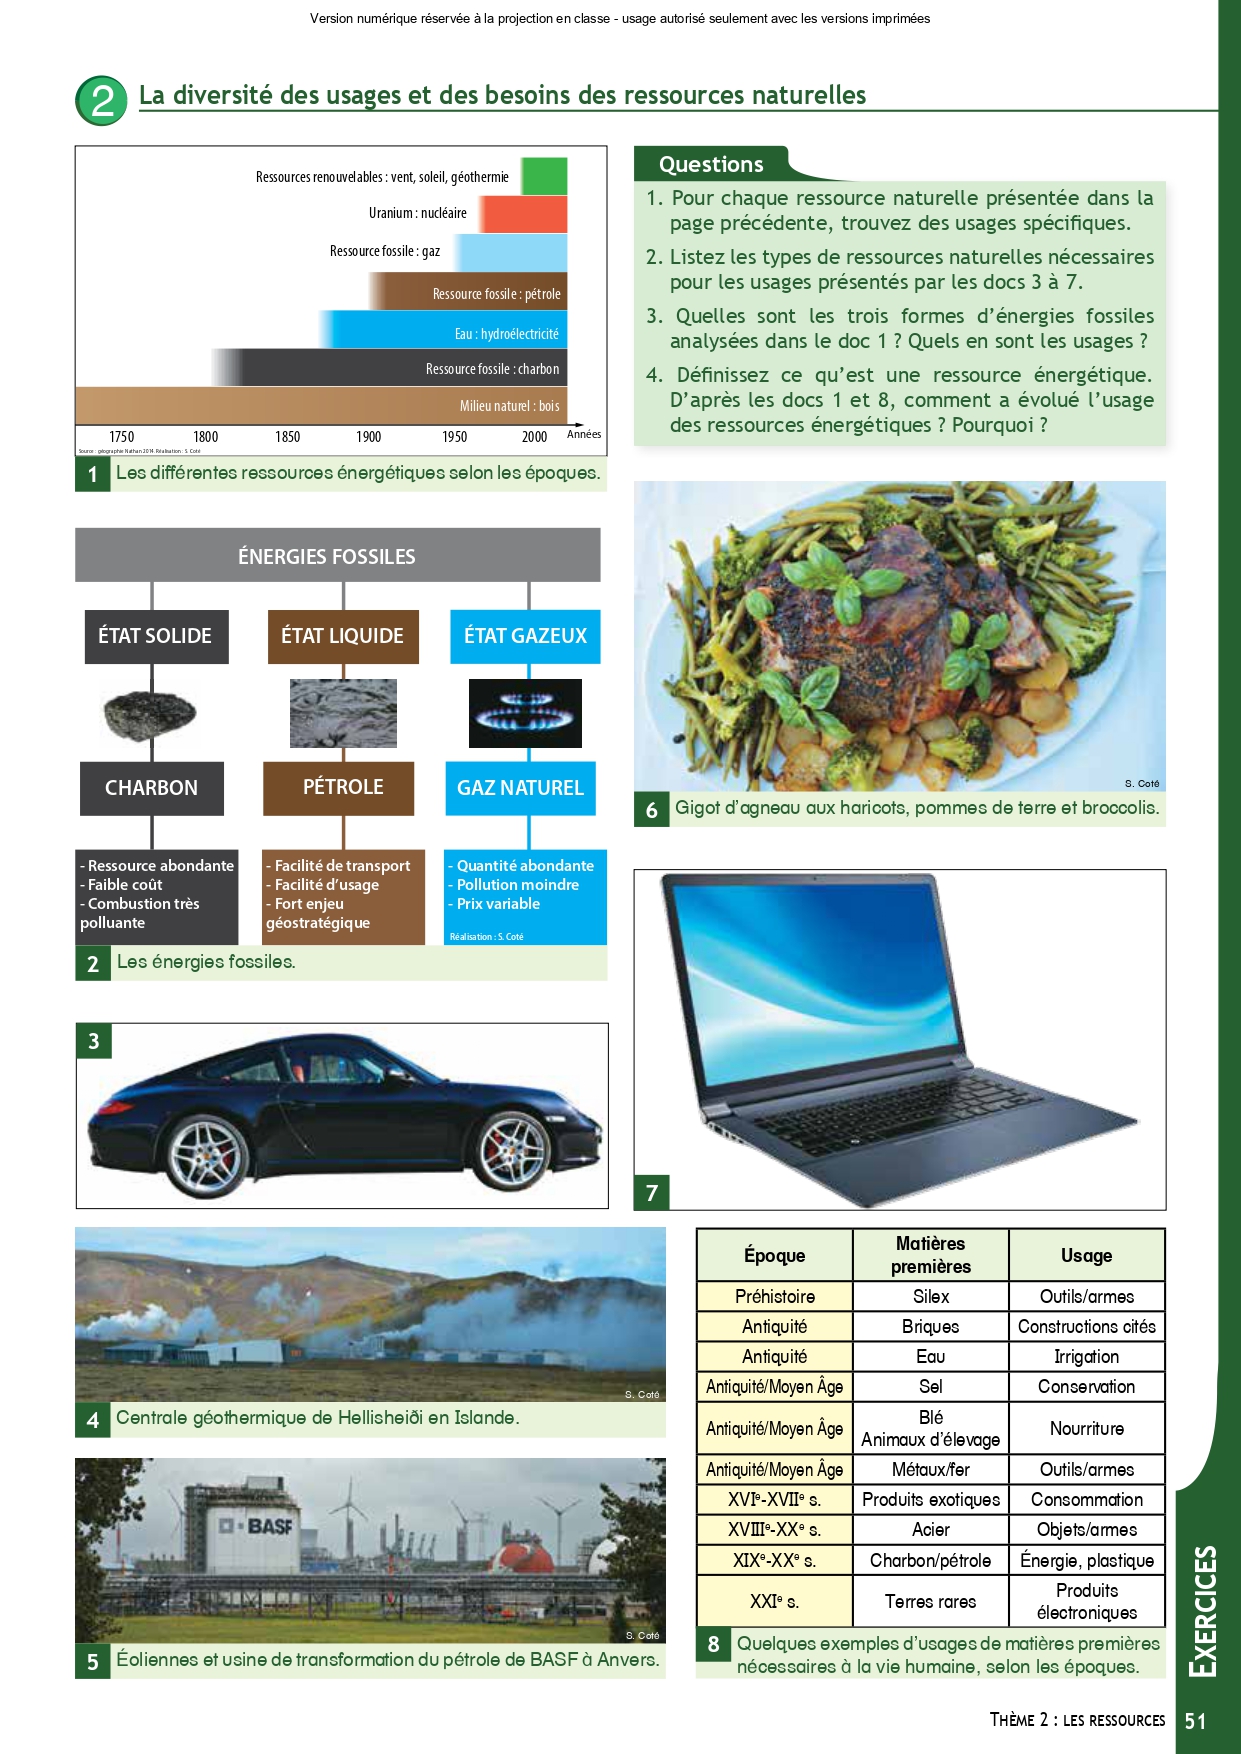 Version numérique réservée à la projection en classe - usage autorisé seulement avec les versions imprimées
2 La diversité des usages et des besoins des ressources naturelles
Ressources renouvelables : vent, soleil, géothermie
Uranium : nucléaire
Ressource fossile : gaz
Ressource fossile : pétrole
Eau : hydroélectricité
Ressource fossile : charbon
Milieu naturel : bois
1750 1800 1850 1900 1950 2000 Années
Source : géographie Nathan 2014. Réalisation : S. Coté
1 Les différentes ressources énergétiques selon les époques.
ÉNERGIES FOSSILES
ÉTAT SOLIDE ÉTAT LIQUIDE ÉTAT GAZEUX
CHARBON PÉTROLE GAZ NATUREL
- Ressource abondante
- Faible coût
- Combustion très
polluante
- Facilité de transport
- Facilité d'usage
- Fort enjeu
géostratégique
- Quantité abondante
- Pollution moindre
- Prix variable
Réalisation : S. Coté
2 Les énergies fossiles.
3
S. Coté
4 Centrale géothermique de Hellisheiði en Islande.
BASF
S. Coté
5 Éoliennes et usine de transformation du pétrole de BASF à Anvers.
Questions
1. Pour chaque ressource naturelle présentée dans la
page précédente, trouvez des usages spécifiques.
2. Listez les types de ressources naturelles nécessaires
pour les usages présentés par les docs 3 à 7.
3. Quelles sont les trois formes d'énergies fossiles
analysées dans le doc 1 ? Quels en sont les usages ?
4. Définissez ce qu'est une ressource énergétique.
D'après les docs 1 et 8, comment a évolué l'usage
des ressources énergétiques ? Pourquoi ?
S. Coté
6 Gigot d'agneau aux haricots, pommes de terre et broccolis.
7
Époque Matières premières Usage
Préhistoire Silex Outils/armes
Antiquité Briques Constructions cités
Antiquité Eau Irrigation
Antiquité/Moyen Âge Sel Conservation
Antiquité/Moyen Âge Blé Animaux d'élevage Nourriture
Antiquité/Moyen Âge Métaux/fer Outils/armes
XVIe-XVIIe s. Produits exotiques Consommation
XVIIIe-XXe s. Acier Objets/armes
XIXe-XXe s. Charbon/pétrole Énergie, plastique
XXIe s. Terres rares Produits électroniques
8 Quelques exemples d'usages de matières premières
nécessaires à la vie humaine, selon les époques.
EXERCICES
THÈME 2 : LES RESSOURCES 51